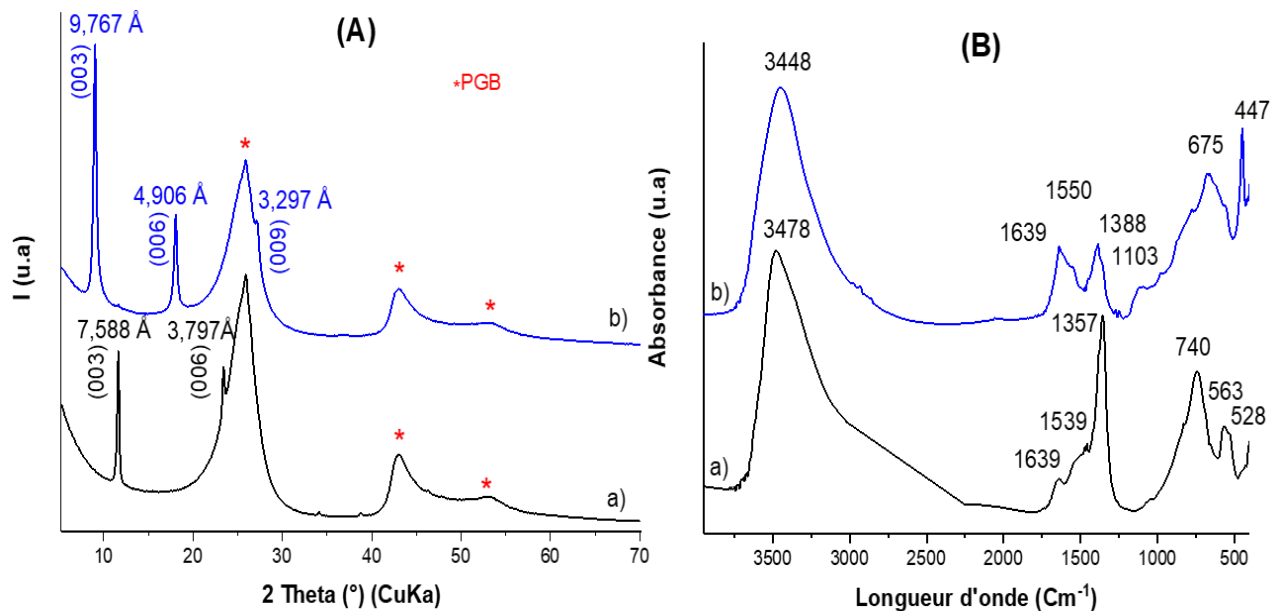 (A)
9,767 Å
(003)
*PGB
*
4,906 Å
(006)
3,297 Å
(009)
*
*
b)
7,588 Å
(003)
3,797Å
(006)
*
*
a)
I (u.a)
10 20 30 40 50 60 70
2 Theta (°) (CuKa)
(B)
3448
447
675
1550
1639
1388
1103
b)
3478
1357
740
563
528
1539
1639
a)
Absorbance (u.a)
3500 3000 2500 2000 1500 1000 500
Longueur d'onde (Cm-1)